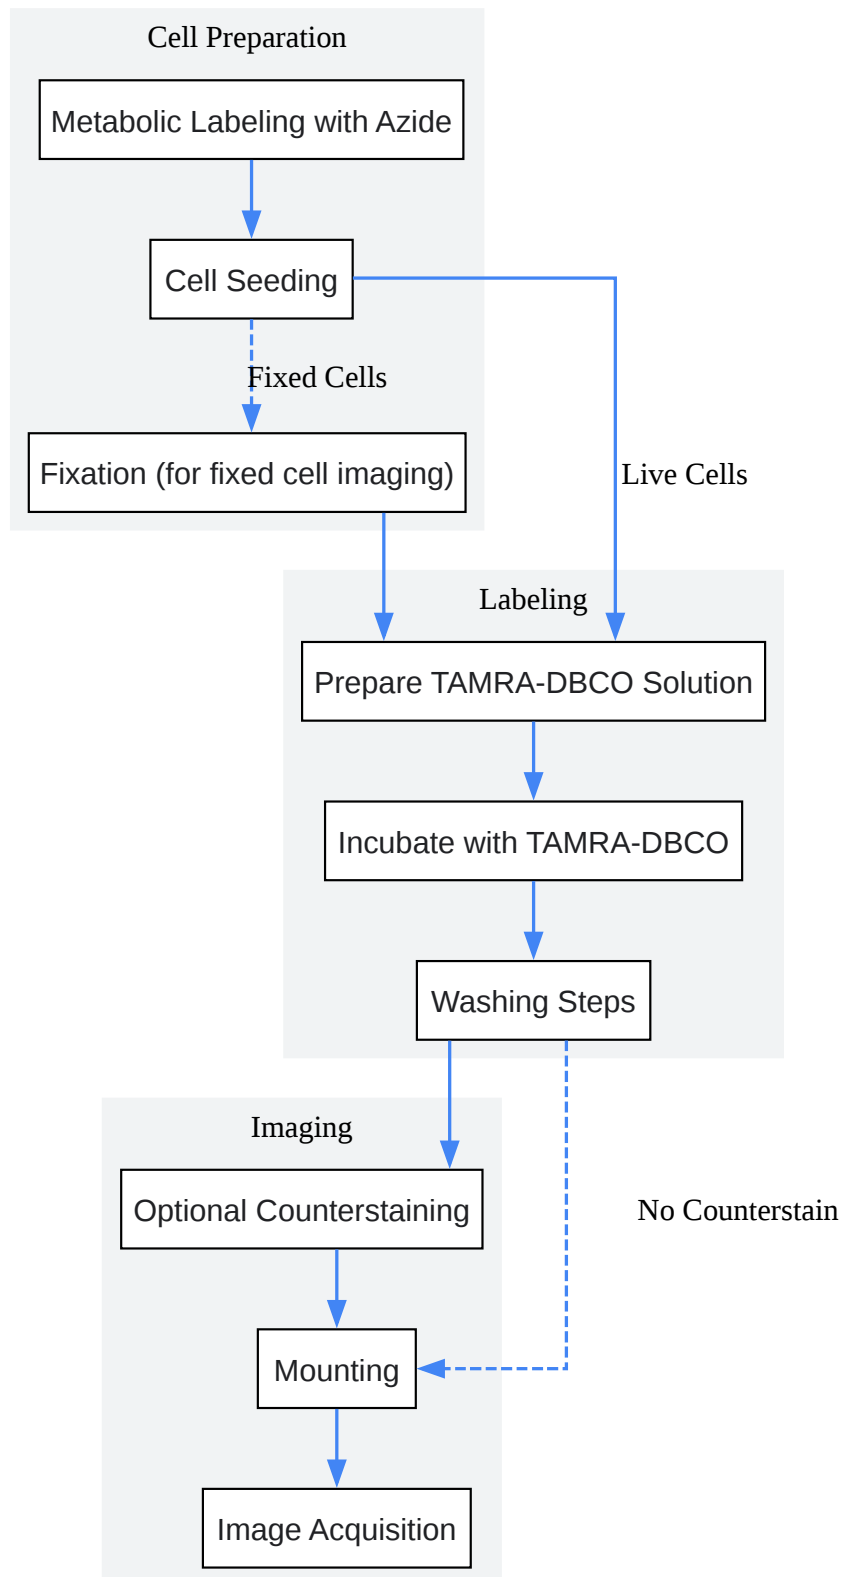 Cell Preparation
Metabolic Labeling with Azide
Cell Seeding
Fixed Cells
Fixation (for fixed cell imaging)
Live Cells
Labeling
Prepare TAMRA-DBCO Solution
Incubate with TAMRA-DBCO
Washing Steps
Imaging
Optional Counterstaining
No Counterstain
Mounting
Image Acquisition